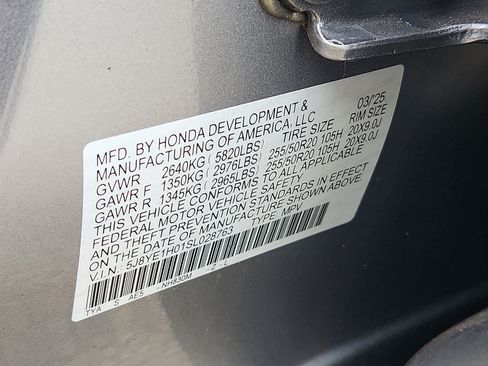 MFD. BY HONDA DEVELOPMENT &
MANUFACTURING OF AMERICA, LLC 03/25
GVWR 2640KG (5820LBS) TIRE SIZE RIM SIZE
GAWR F 1350KG (2976LBS) 255/50R20 105H 20X9.0J
GAWR R 1345KG (2965LBS) 255/50R20 105H 20X9.0J
THIS VEHICLE CONFORMS TO ALL APPLICABLE
FEDERAL MOTOR VEHICLE SAFETY, BUMPER,
AND THEFT PREVENTION STANDARDS IN EFFECT
ON THE DATE OF MANUFACTURE SHOWN ABOVE.
V.I.N.: 5J8YE1H01SL028763 TYPE: MPV
TYA S AE5 -NH830M -2 L